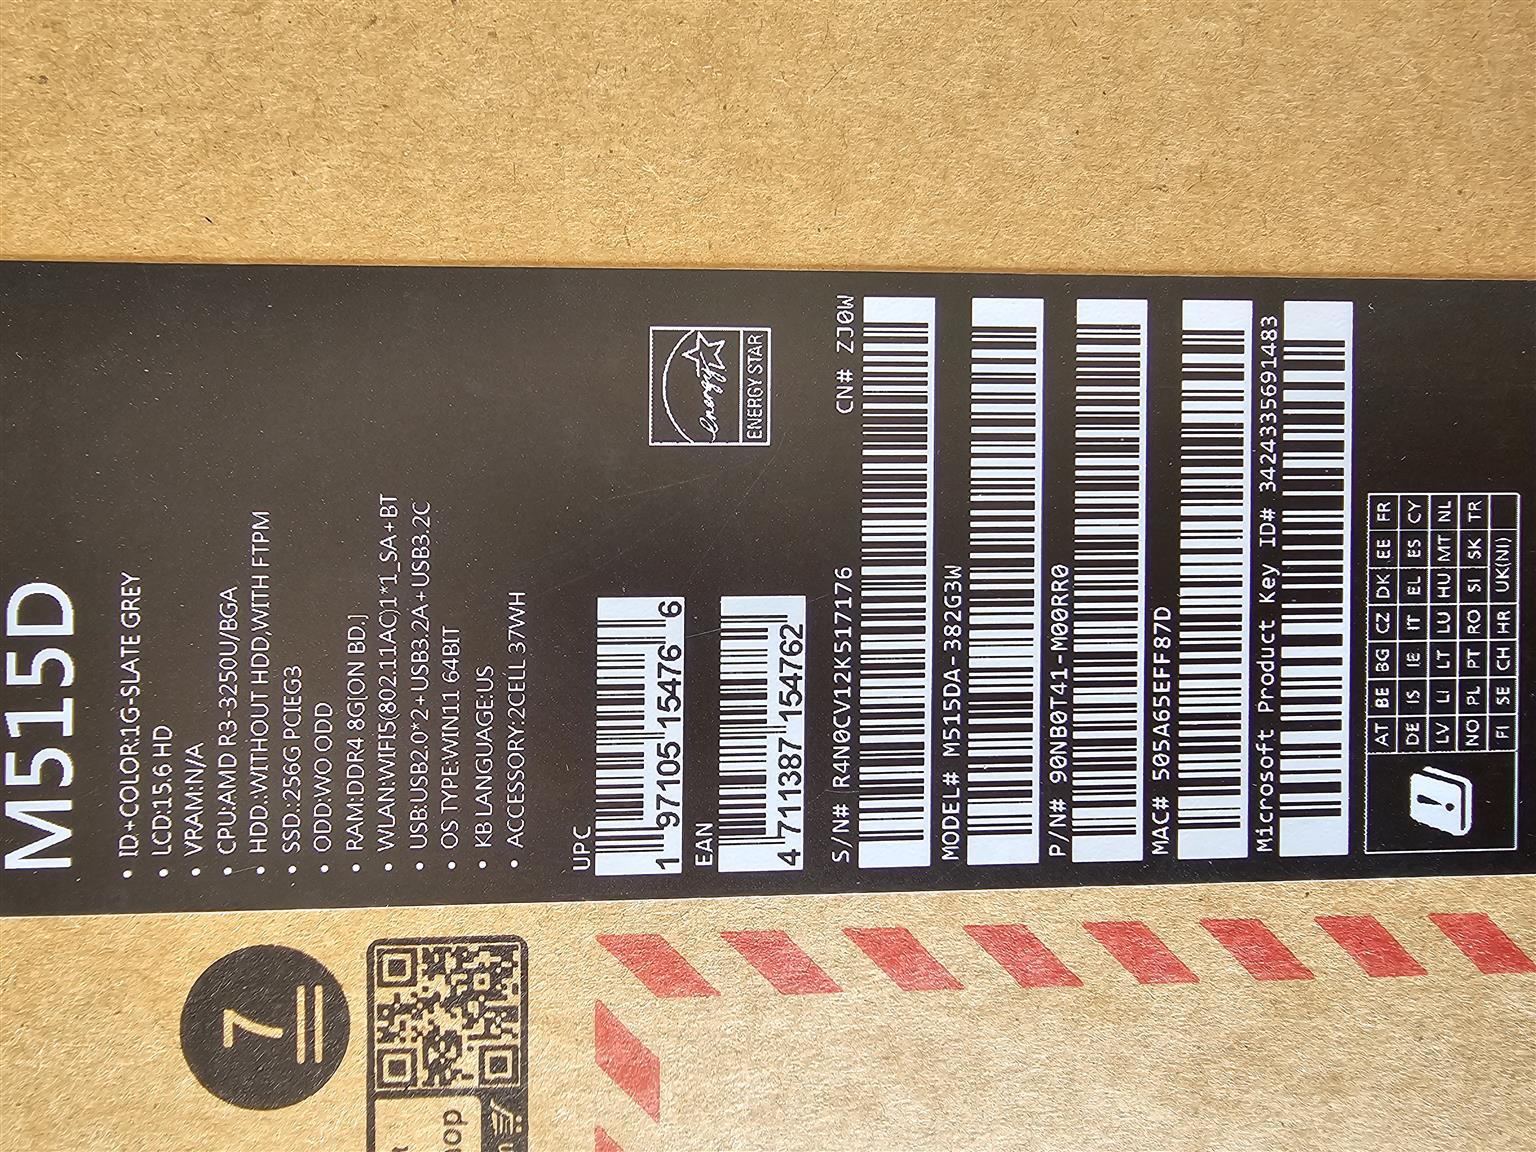 M515D
• ID.+COLOR:1G-SLATE GREY
• LCD:15.6 HD
• VRAM:N/A
• CPU:AMD R3-3250U/BGA
• HDD:WITHOUT HDD,WITH FTPM
• SSD.:256G PCIEG3
• ODD:WO ODD
• RAM:DDR4 8G[ON BD.]
• WLAN:WIFI5(802.11AC)1*1_SA+BT
• USB:USB2.0*2+USB3.2A+USB3.2C
• OS TYPE:WIN11 64BIT
• KB LANGUAGE:US
• ACCESSORY:2CELL 37WH
UPC
1 97105 15476 6
EAN
4 711387 154762
energy
ENERGY STAR
S/N# R4N0CV12K517176 CN# ZJ0W
MODEL# M515DA-382G3W
P/N# 90NB0T41-M00RR0
MAC# 505A65EFF87D
Microsoft Product Key ID# 3424335691483
AT BE BG CZ DK EE FR
DE IS IE IT EL ES CY
LV LI LT LU HU MT NL
NO PL PT RO SI SK TR
FI SE CH HR UK(NI)
7